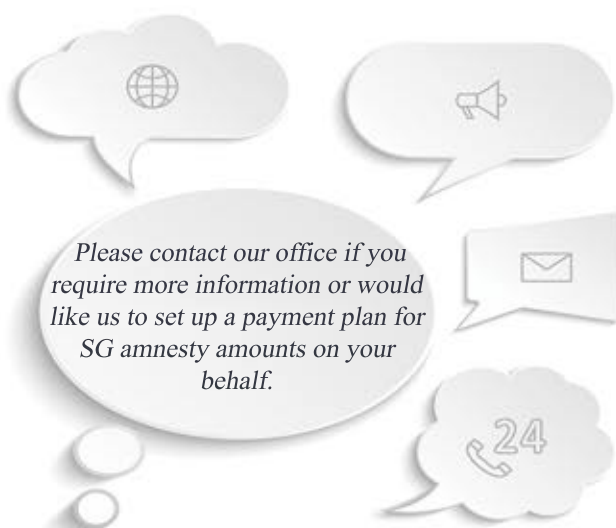 Please contact our office if you
require more information or would
like us to set up a payment plan for
SG amnesty amounts on your
behalf.
24